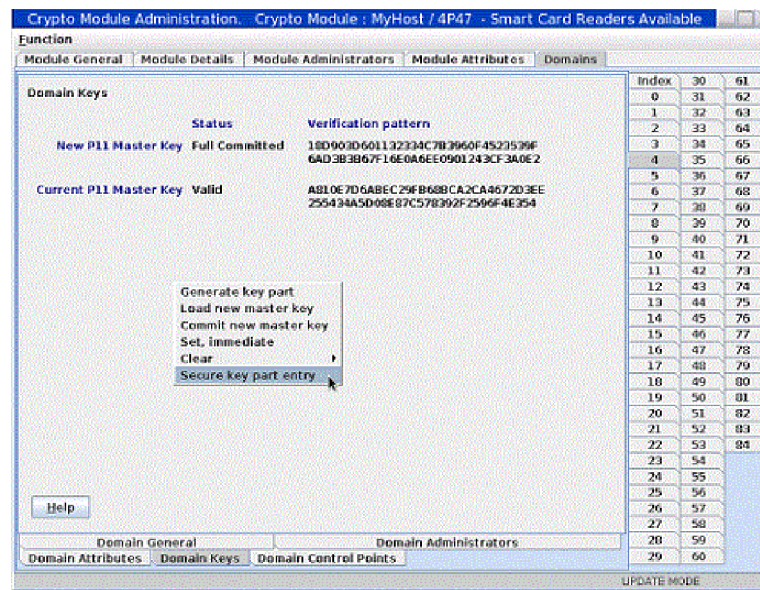 Crypto Module Administration. Crypto Module : MyHost / 4P47 - Smart Card Readers Available
Function
Module General Module Details Module Administrators Module Attributes Domains
Domain Keys
Status Verification pattern
New P11 Master Key Full Committed 18D903D601132334C7B3960F4523539F
6AD3B3B67F16E0A6EE0901243CF3A0E2
Current P11 Master Key Valid A810E7D6ABEC29FB68BCA2CA4672D3EE
255434A5D08E87C578392F2596F4E354
Generate key part
Load new master key
Commit new master key
Set, immediate
Clear
Secure key part entry
Help
Domain General Domain Administrators
Domain Attributes Domain Keys Domain Control Points
Index 30 61
0 31 62
1 32 63
2 33 64
3 34 65
4 35 66
5 36 67
6 37 68
7 38 69
8 39 70
9 40 71
10 41 72
11 42 73
12 43 74
13 44 75
14 45 76
15 46 77
16 47 78
17 48 79
18 49 80
19 50 81
20 51 82
21 52 83
22 53 84
23 54
24 55
25 56
26 57
27 58
28 59
29 60
UPDATE MODE